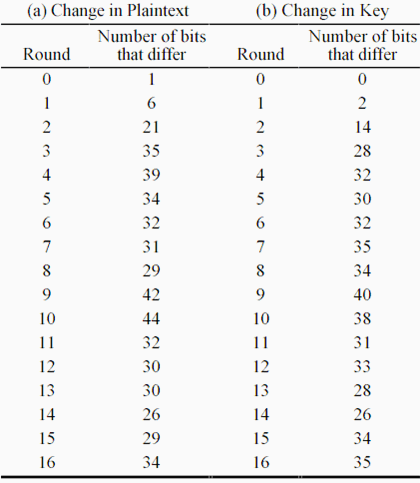 (a) Change in Plaintext (b) Change in Key
Number of bits Number of bits
Round that differ Round that differ
0 1 0 0
1 6 1 2
2 21 2 14
3 35 3 28
4 39 4 32
5 34 5 30
6 32 6 32
7 31 7 35
8 29 8 34
9 42 9 40
10 44 10 38
11 32 11 31
12 30 12 33
13 30 13 28
14 26 14 26
15 29 15 34
16 34 16 35